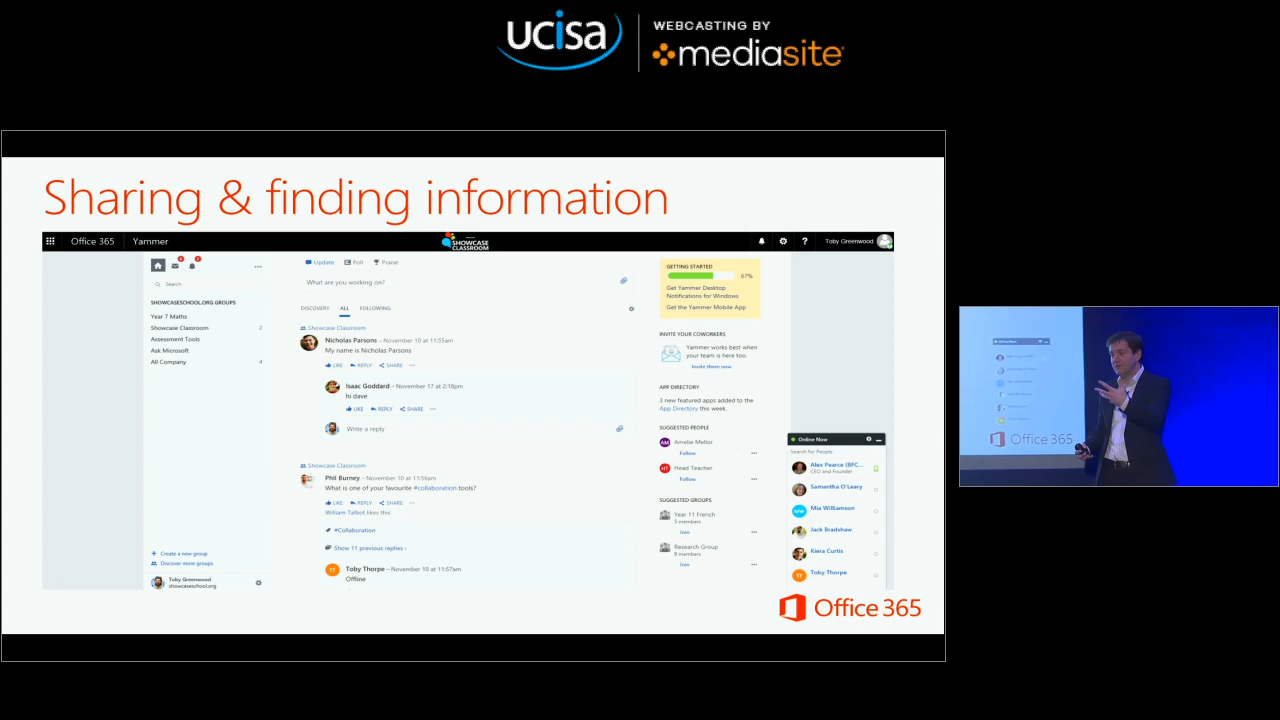 ucisa
WEBCASTING BY
mediasite
Sharing & finding information
Office 365 Yammer
SHOWCASE
CLASSROOM
Toby Greenwood
Search
SHOWCASESCHOOL.ORG GROUPS
Year 7 Maths
Showcase Classroom 2
Assessment Tools
Ask Microsoft
All Company 4
Create a new group
Discover more groups
Toby Greenwood
showcaseschool.org
Update Poll Praise
What are you working on?
DISCOVERY ALL FOLLOWING
Showcase Classroom
Nicholas Parsons – November 10 at 11:55am
My name is Nicholas Parsons
LIKE REPLY SHARE ...
Isaac Goddard – November 17 at 2:18pm
hi dave
LIKE REPLY SHARE ...
Write a reply
Showcase Classroom
Phil Burney – November 10 at 11:56am
What is one of your favourite #collaboration tools?
LIKE REPLY SHARE ...
William Talbot likes this
#Collaboration
Show 11 previous replies ›
TT
Toby Thorpe – November 10 at 11:57am
Offline
GETTING STARTED
67%
Get Yammer Desktop
Notifications for Windows
Get the Yammer Mobile App
INVITE YOUR COWORKERS
Yammer works best when
your team is here too.
Invite them now
APP DIRECTORY
3 new featured apps added to the
App Directory this week.
SUGGESTED PEOPLE
AM Amelie Mellor
Follow
HT Head Teacher
Follow
SUGGESTED GROUPS
Year 11 French
5 members
Join
Research Group
9 members
Join
Online Now
Search for People
Alex Pearce (BFC...
CEO and Founder
Samantha O'Leary
MW Mia Williamson
Jack Bradshaw
Kiera Curtis
TT Toby Thorpe
Office 365
Office 365